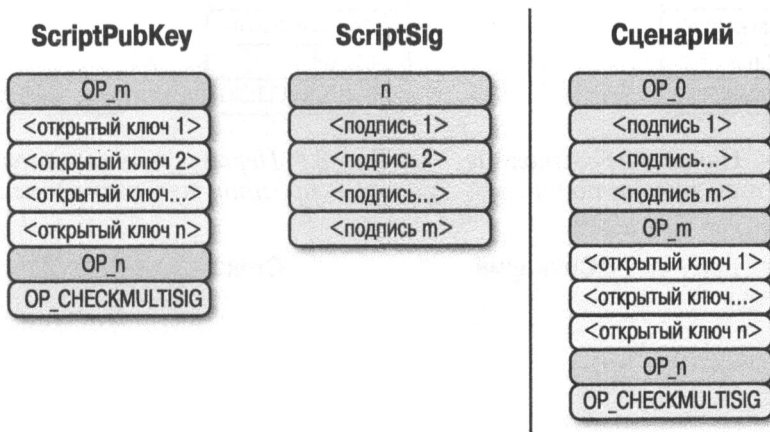 ScriptPubKey
OP_m
<открытый ключ 1>
<открытый ключ 2>
<открытый ключ...>
<открытый ключ n>
OP_n
OP_CHECKMULTISIG
ScriptSig
n
<подпись 1>
<подпись 2>
<подпись...>
<подпись m>
Сценарий
OP_0
<подпись 1>
<подпись...>
<подпись m>
OP_m
<открытый ключ 1>
<открытый ключ...>
<открытый ключ n>
OP_n
OP_CHECKMULTISIG